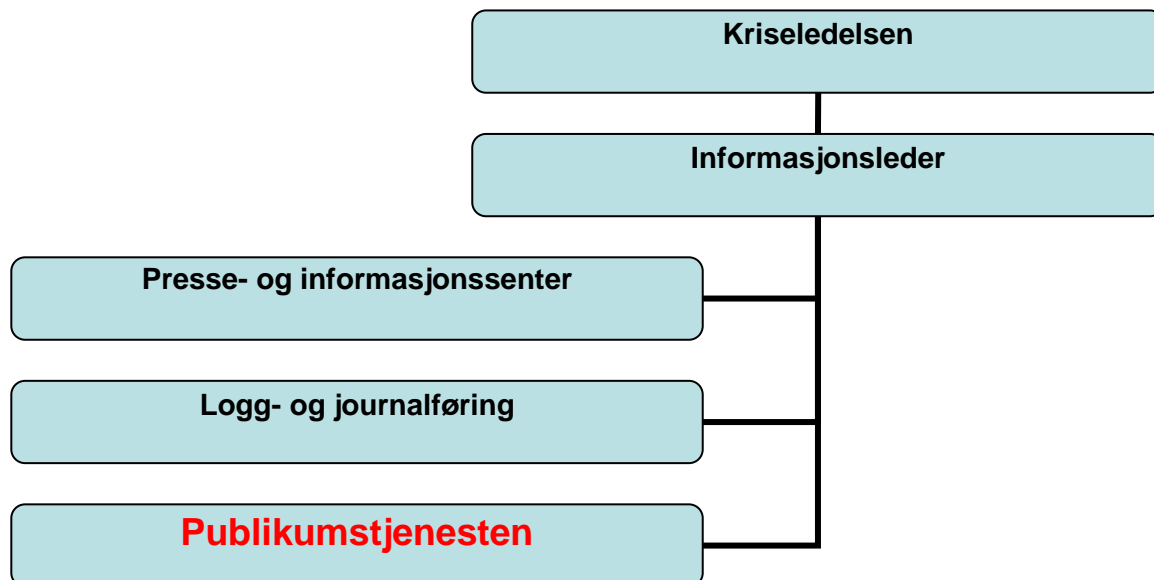 Kriseledelsen
Informasjonsleder
Presse- og informasjonssenter
Logg- og journalføring
Publikumstjenesten